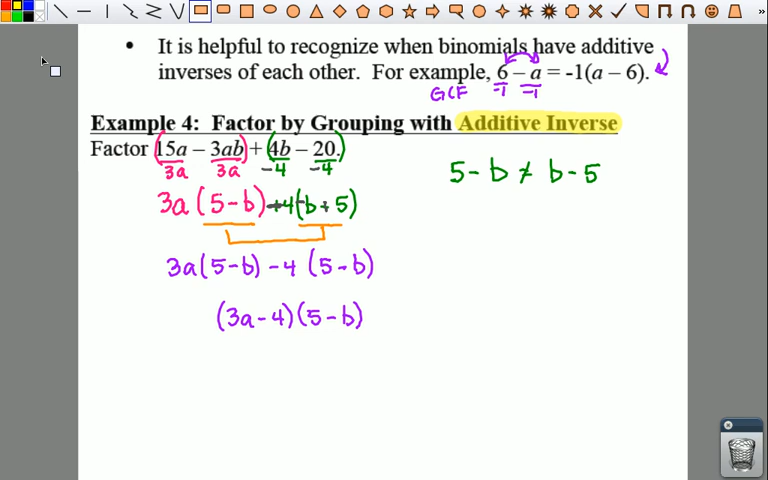 • It is helpful to recognize when binomials have additive
inverses of each other. For example, 6 – a = -1(a – 6).
GCF -1 -1
Example 4: Factor by Grouping with Additive Inverse
Factor (15a – 3ab) + (4b – 20.)
3a 3a -4 -4
5 - b ≠ b - 5
3a (5 - b) -4(-b + 5)
3a (5 - b) - 4 (5 - b)
(3a - 4)(5 - b)